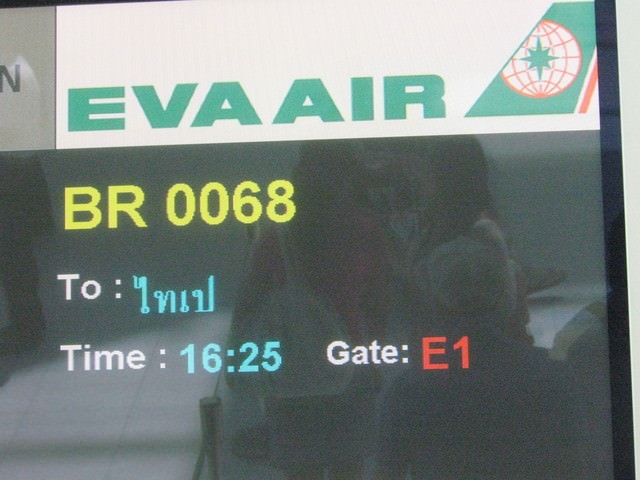 N
EVA AIR
BR 0068
To : ไทเป
Time : 16:25 Gate: E1